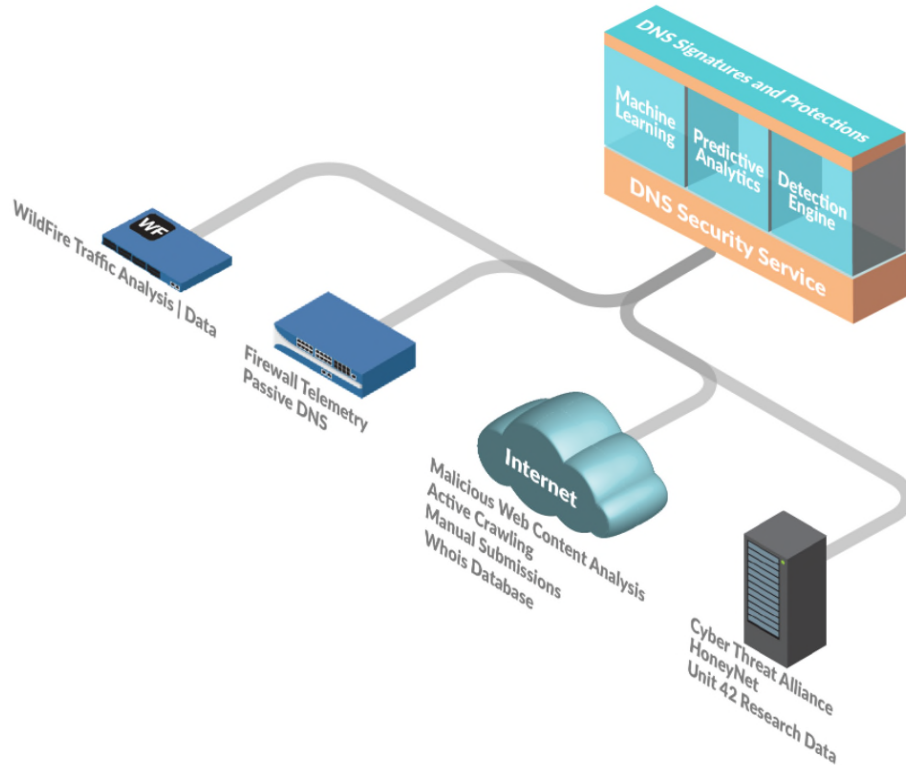 DNS Signatures and Protections
Machine
Learning
Predictive
Analytics
Detection
Engine
DNS Security Service
WF
WildFire Traffic Analysis | Data
Firewall Telemetry
Passive DNS
Internet
Malicious Web Content Analysis
Active Crawling
Manual Submissions
Whois Database
Cyber Threat Alliance
HoneyNet
Unit 42 Research Data